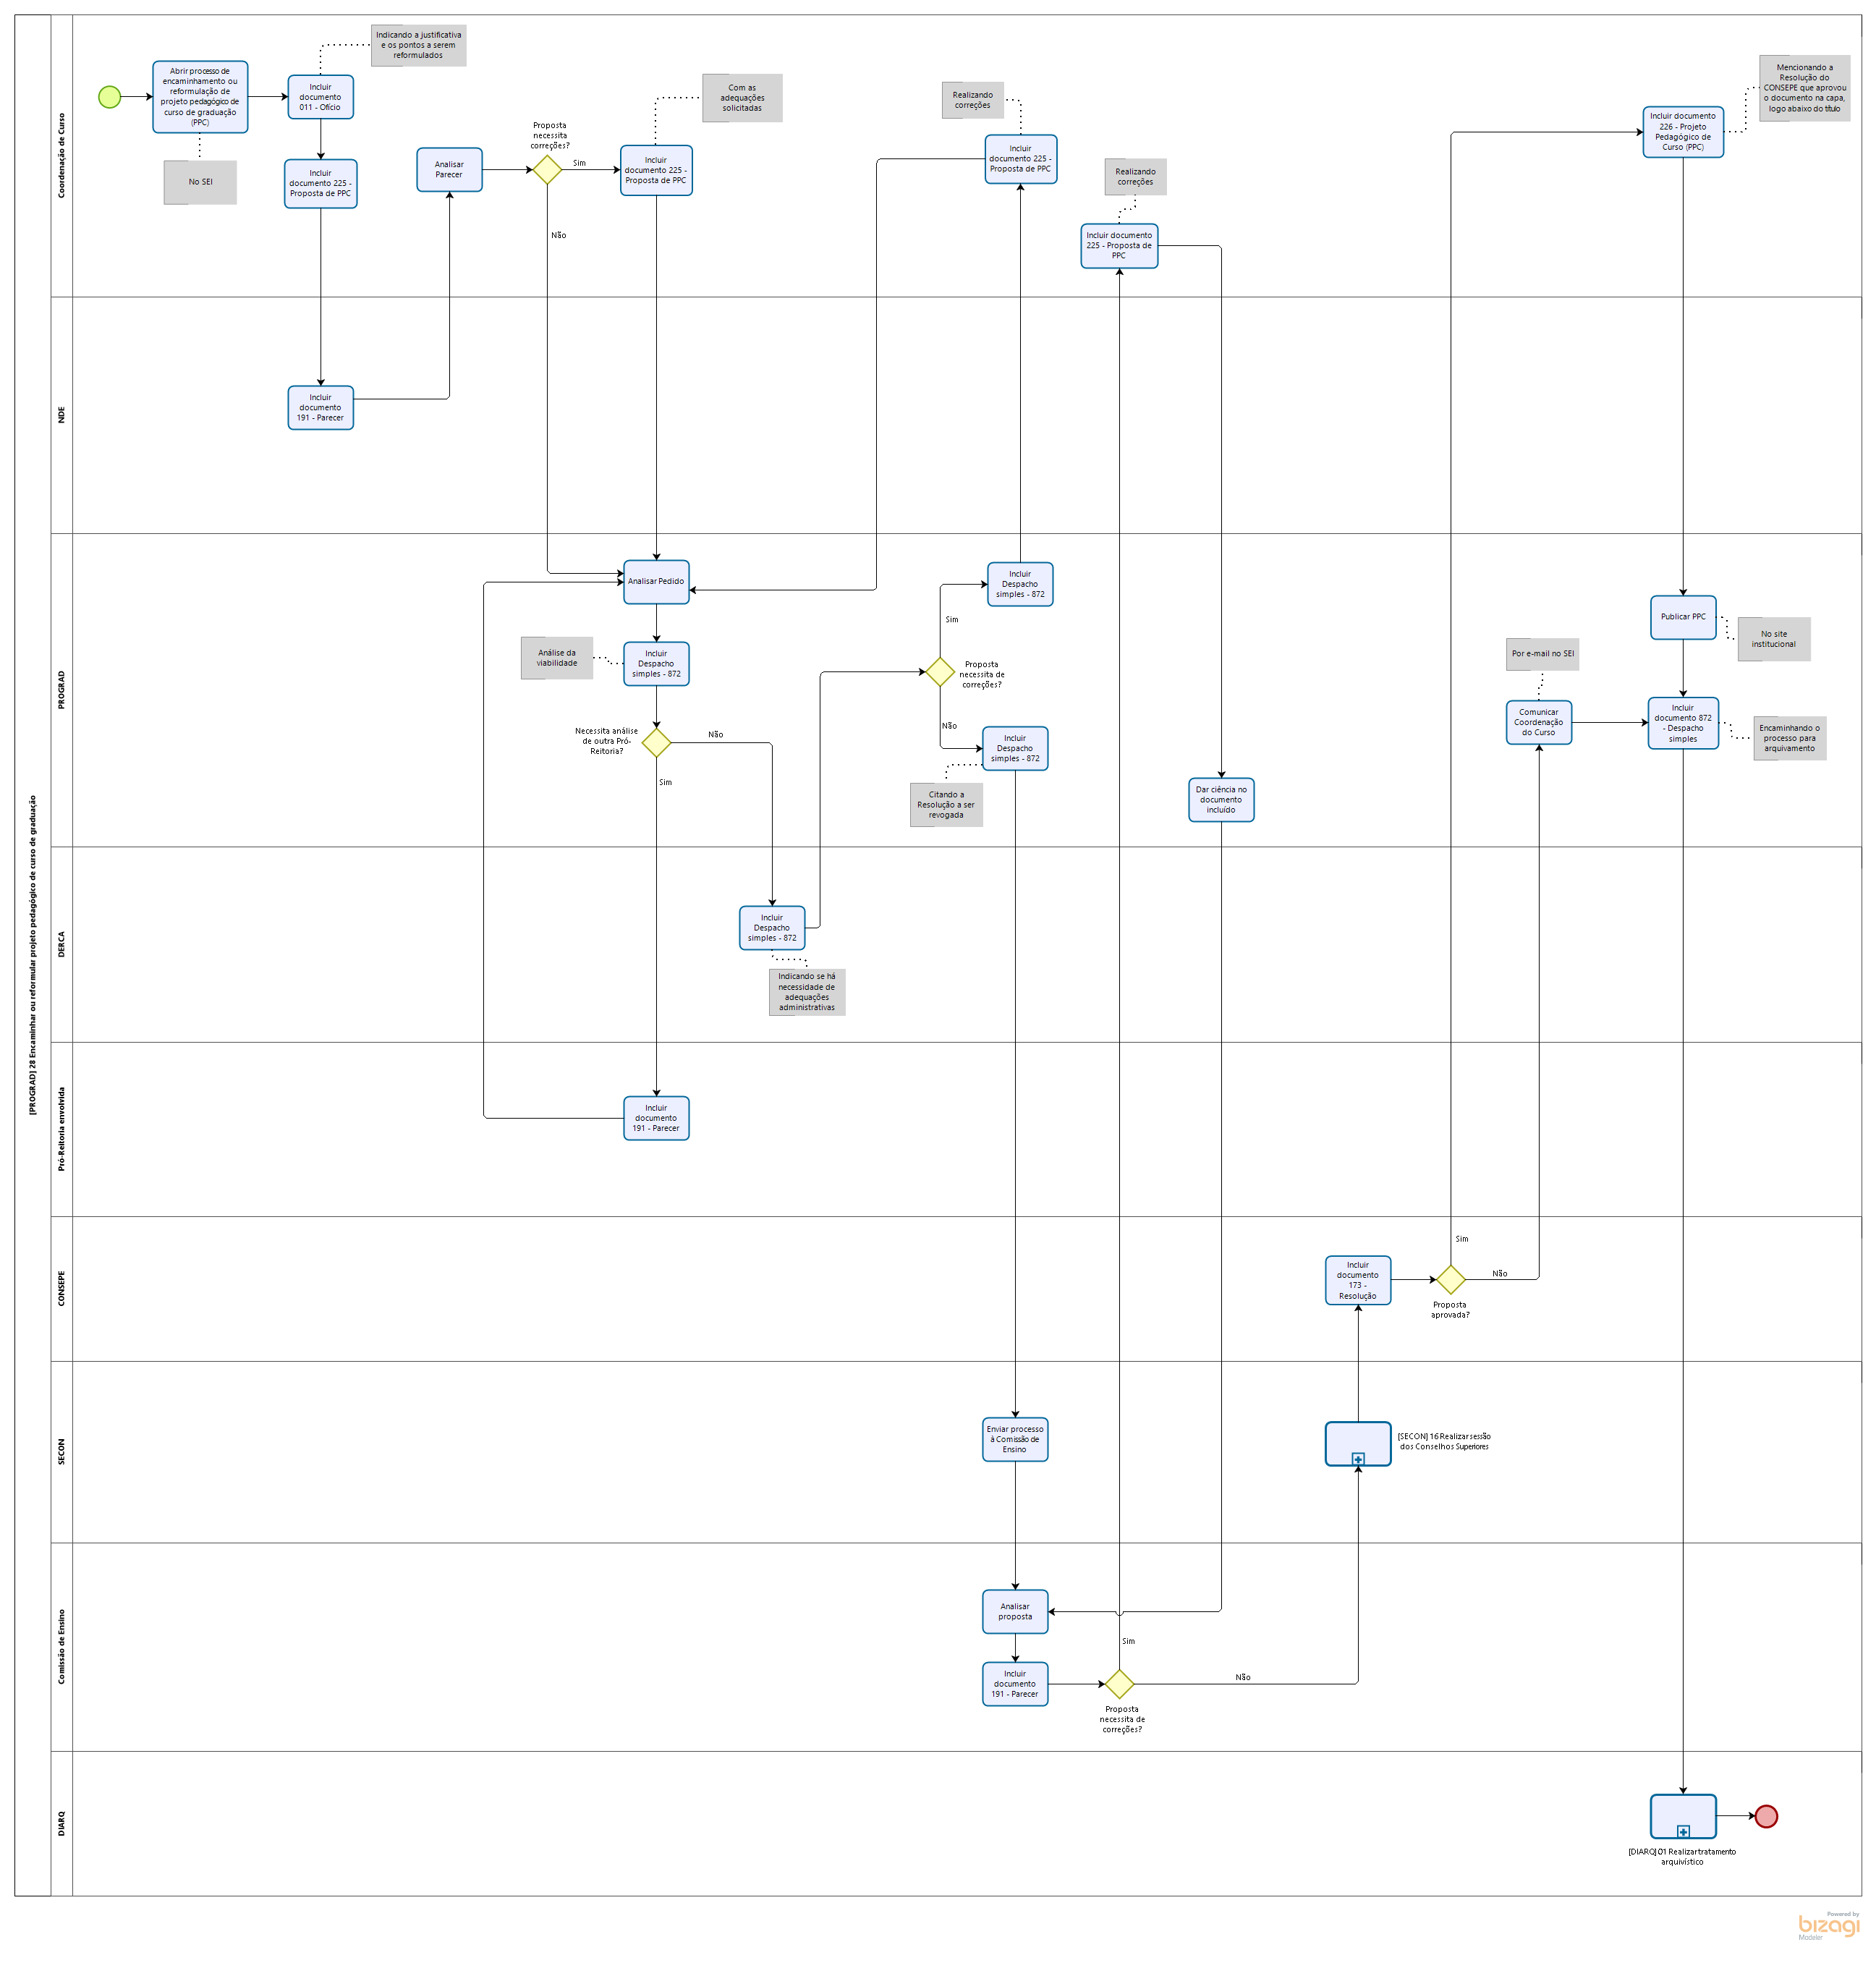 [PROGRAD] 28 Encaminhar ou reformular projeto pedagógico de curso de graduação
Coordenação de Curso
Abrir processo de
encaminhamento ou
reformulação de
projeto pedagógico de
curso de graduação
(PPC)
No SEI
Incluir
documento
011 - Ofício
Indicando a justificativa
e os pontos a serem
reformulados
Incluir
documento 225 -
Proposta de PPC
Analisar
Parecer
Proposta
necessita
correções?
Sim
Não
Incluir
documento 225 -
Proposta de PPC
Com as
adequações
solicitadas
Realizando
correções
Incluir
documento 225 -
Proposta de PPC
Realizando
correções
Incluir documento
225 - Proposta de
PPC
Incluir documento
226 - Projeto
Pedagógico de
Curso (PPC)
Mencionando a
Resolução do
CONSEPE que aprovou
o documento na capa,
logo abaixo do título
NDE
Incluir
documento
191 - Parecer
PROGRAD
Analisar Pedido
Análise da
viabilidade
Incluir
Despacho
simples - 872
Necessita análise
de outra Pró-
Reitoria?
Não
Sim
Incluir
Despacho
simples - 872
Sim
Proposta
necessita de
correções?
Não
Incluir
Despacho
simples - 872
Citando a
Resolução a ser
revogada
Dar ciência no
documento
incluído
Por e-mail no SEI
Comunicar
Coordenação
do Curso
Publicar PPC
No site
institucional
Incluir
documento 872
- Despacho
simples
Encaminhando o
processo para
arquivamento
DERCA
Incluir
Despacho
simples - 872
Indicando se há
necessidade de
adequações
administrativas
Pró-Reitoria envolvida
Incluir
documento
191 - Parecer
CONSEPE
Incluir
documento
173 -
Resolução
Sim
Não
Proposta
aprovada?
SECON
Enviar processo
à Comissão de
Ensino
[SECON] 16 Realizar sessão
dos Conselhos Superiores
Comissão de Ensino
Analisar
proposta
Incluir
documento
191 - Parecer
Sim
Não
Proposta
necessita de
correções?
DIARQ
[DIARQ] 01 Realizar tratamento
arquivístico
Powered by
bizagi
Modeler